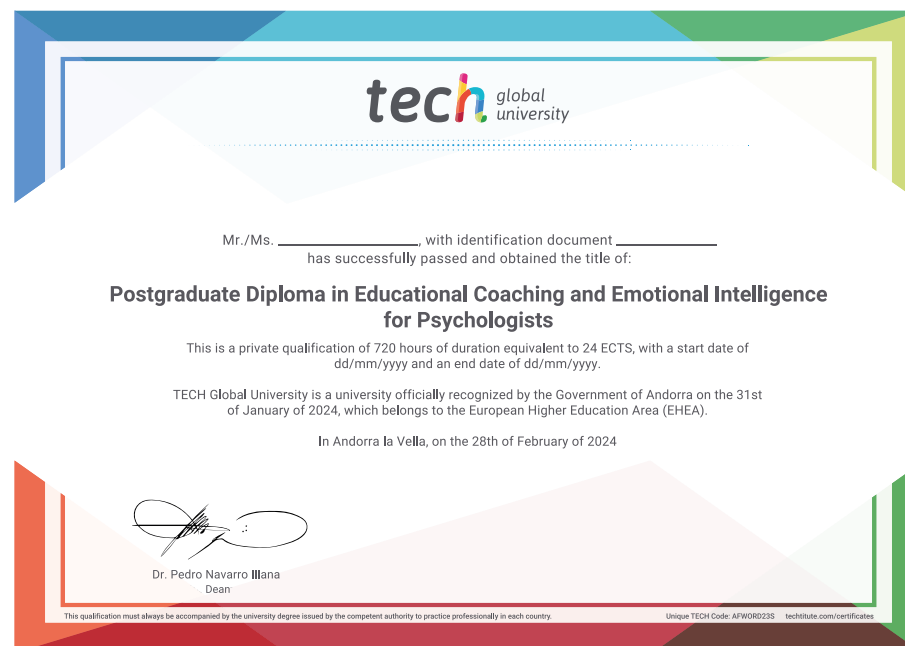 tech global university
Mr./Ms. ____________, with identification document ____________
has successfully passed and obtained the title of:
Postgraduate Diploma in Educational Coaching and Emotional Intelligence
for Psychologists
This is a private qualification of 720 hours of duration equivalent to 24 ECTS, with a start date of
dd/mm/yyyy and an end date of dd/mm/yyyy.
TECH Global University is a university officially recognized by the Government of Andorra on the 31st
of January of 2024, which belongs to the European Higher Education Area (EHEA).
In Andorra la Vella, on the 28th of February of 2024
Dr. Pedro Navarro Illana
Dean
This qualification must always be accompanied by the university degree issued by the competent authority to practice professionally in each country.
Unique TECH Code: AFWORD23S techtitute.com/certificates